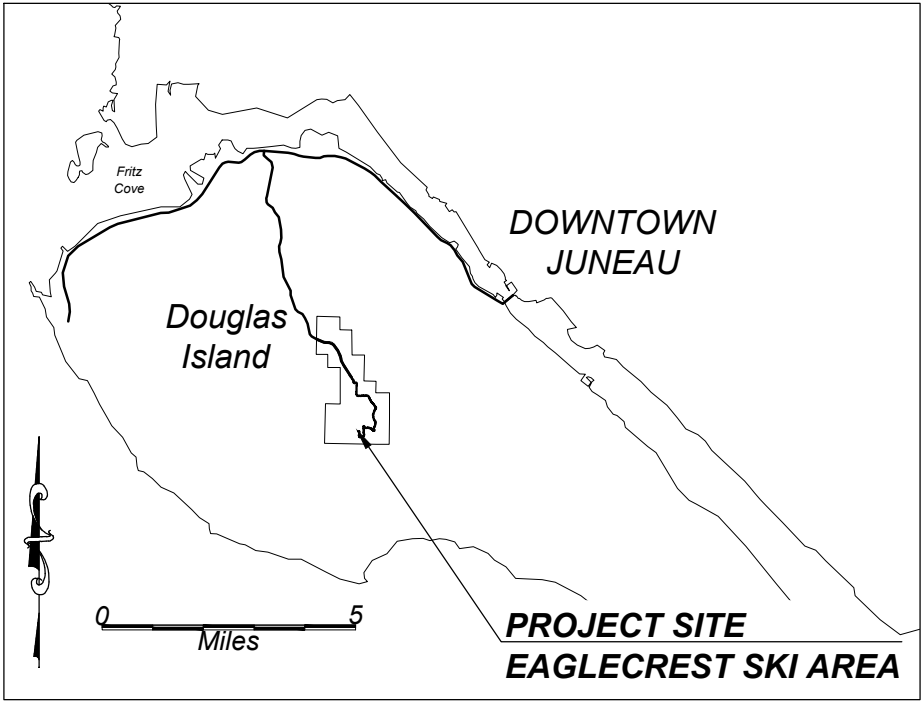 Fritz
Cove
DOWNTOWN
JUNEAU
Douglas
Island
0 5
Miles
PROJECT SITE
EAGLECREST SKI AREA